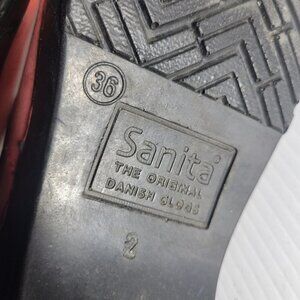 36
Sanita
THE ORIGINAL
DANISH CLOGS
2